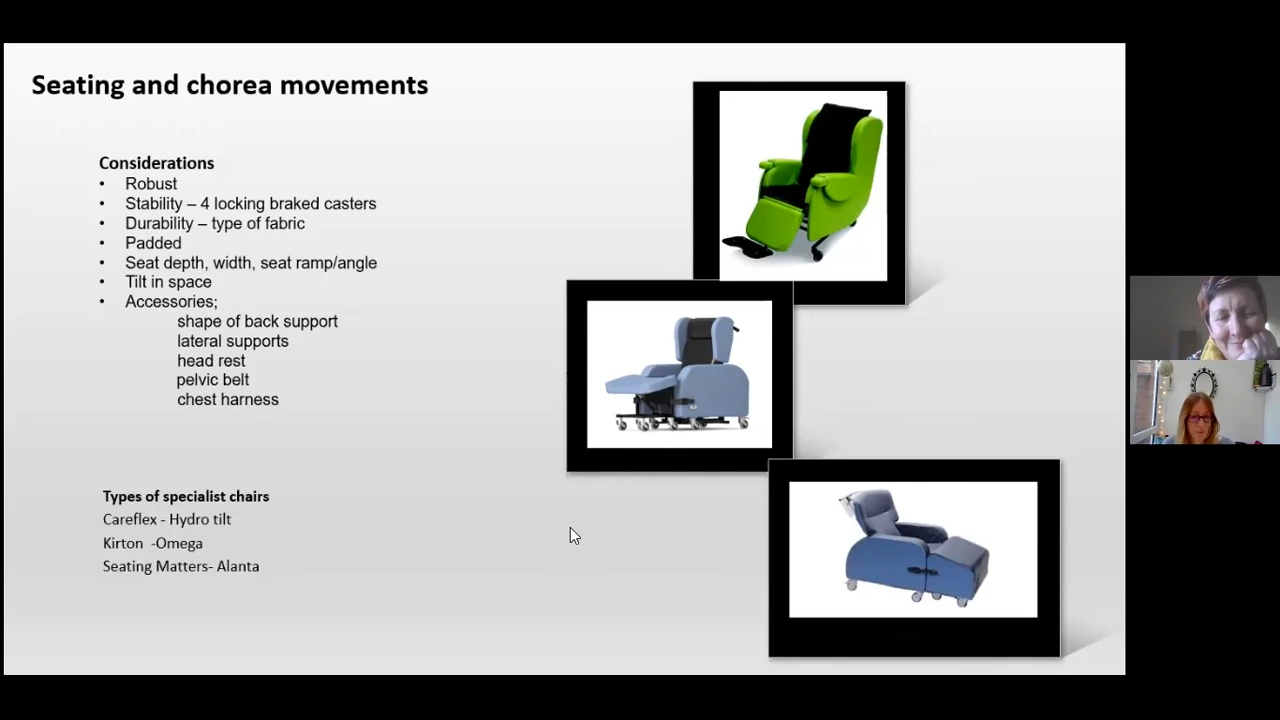 Seating and chorea movements
Considerations
• Robust
• Stability – 4 locking braked casters
• Durability – type of fabric
• Padded
• Seat depth, width, seat ramp/angle
• Tilt in space
• Accessories;
shape of back support
lateral supports
head rest
pelvic belt
chest harness
Types of specialist chairs
Careflex - Hydro tilt
Kirton -Omega
Seating Matters- Alanta